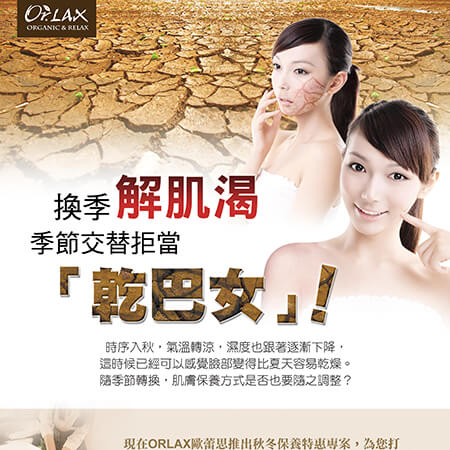 Or.LAX
ORGANIC & RELAX
換季解肌渴
季節交替拒當
「乾巴女」!
時序入秋，氣溫轉涼，濕度也跟著逐漸下降，
這時候已經可以感覺臉部變得比夏天容易乾燥。
隨季節轉換，肌膚保養方式是否也要隨之調整？
現在ORLAX歐蕾思推出秋冬保養特惠專案，為您打